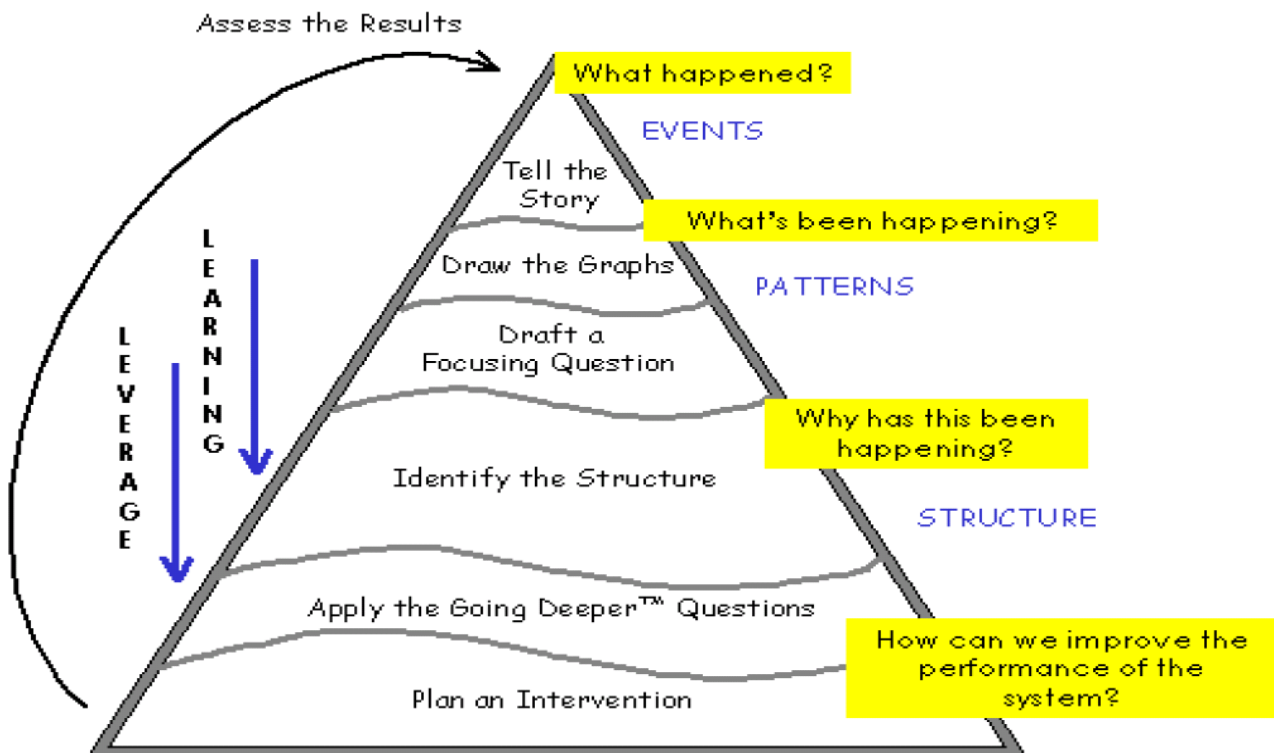 Assess the Results
What happened?
EVENTS
Tell the
Story
What's been happening?
Draw the Graphs
PATTERNS
Draft a
Focusing Question
LEARNING
LEVERAGE
Why has this been
happening?
Identify the Structure
STRUCTURE
Apply the Going Deeper™ Questions
How can we improve the
performance of the
system?
Plan an Intervention